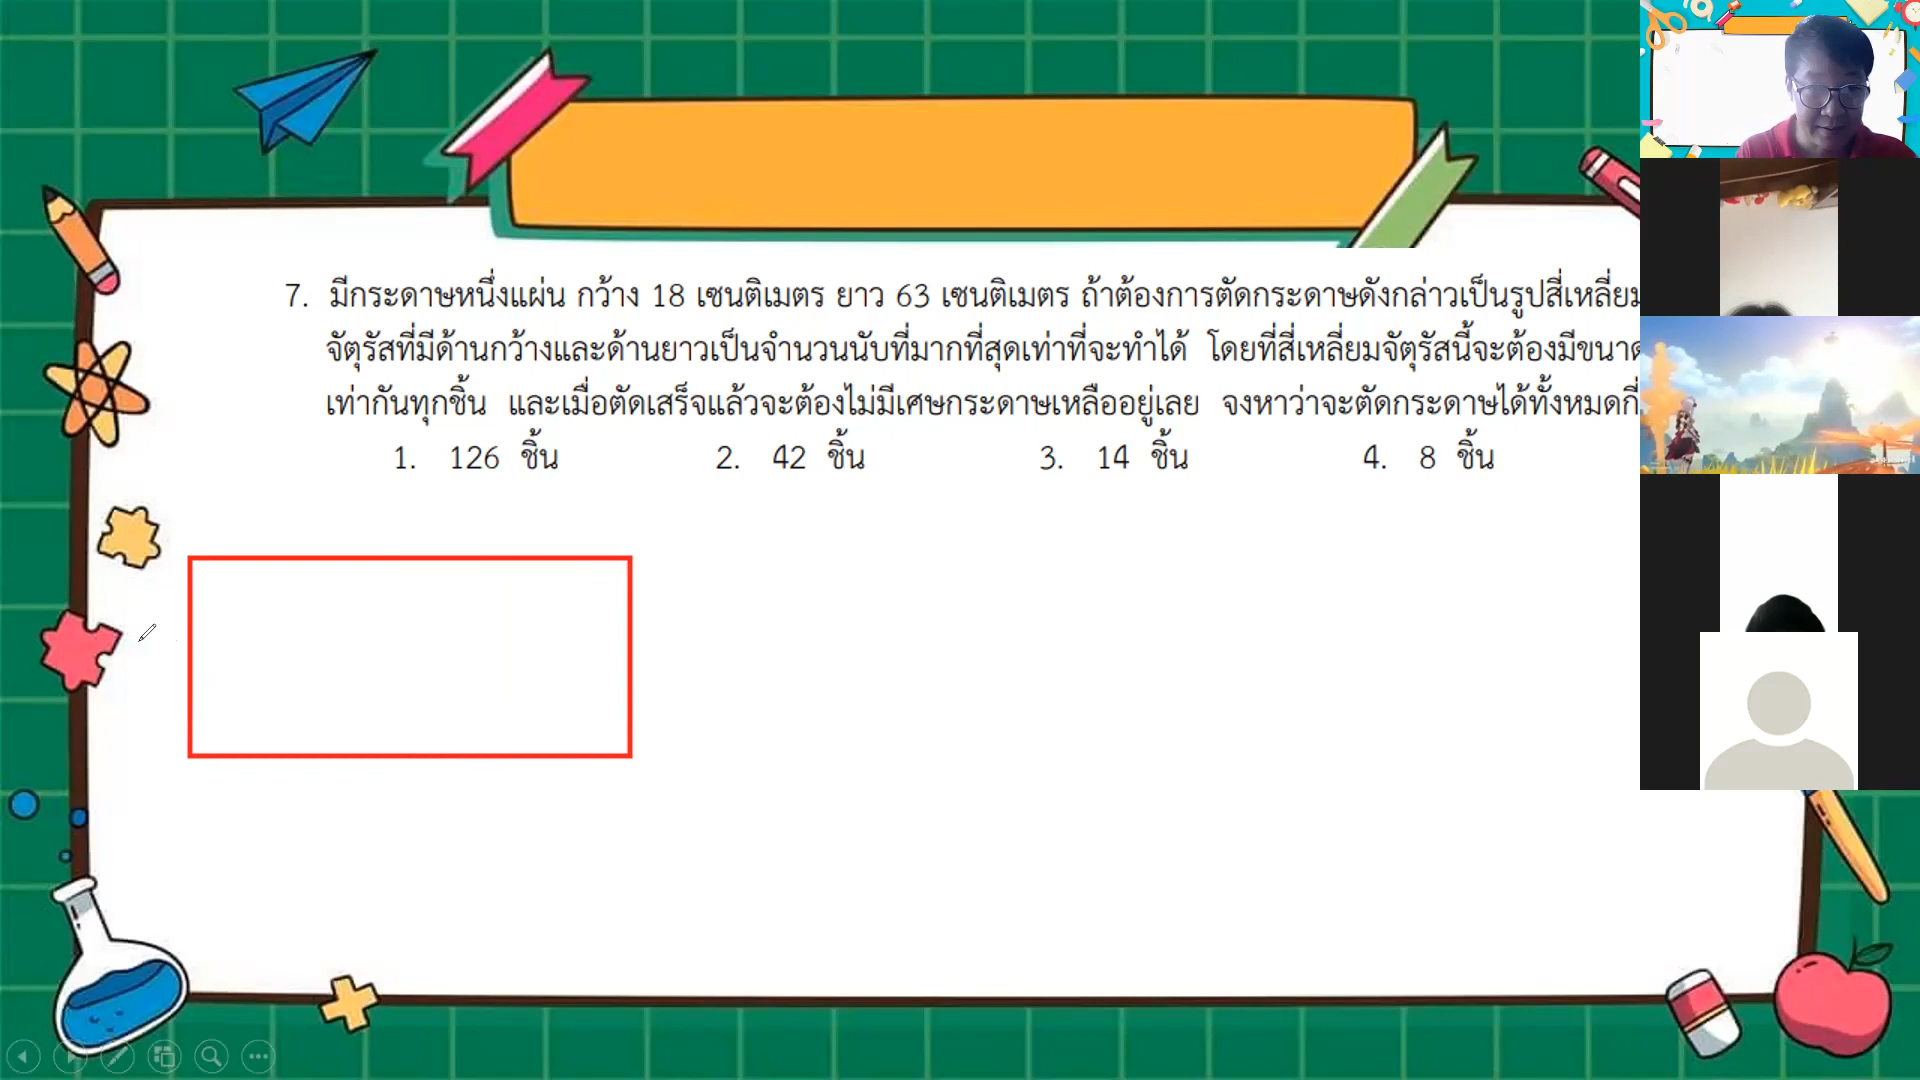 7. มีกระดาษหนึ่งแผ่น กว้าง 18 เซนติเมตร ยาว 63 เซนติเมตร ถ้าต้องการตัดกระดาษดังกล่าวเป็นรูปสี่เหลี่ยม
จัตุรัสที่มีด้านกว้างและด้านยาวเป็นจำนวนนับที่มากที่สุดเท่าที่จะทำได้ โดยที่สี่เหลี่ยมจัตุรัสนี้จะต้องมีขนาด
เท่ากันทุกชิ้น และเมื่อตัดเสร็จแล้วจะต้องไม่มีเศษกระดาษเหลืออยู่เลย จงหาว่าจะตัดกระดาษได้ทั้งหมดกี่
1. 126 ชิ้น 2. 42 ชิ้น 3. 14 ชิ้น 4. 8 ชิ้น